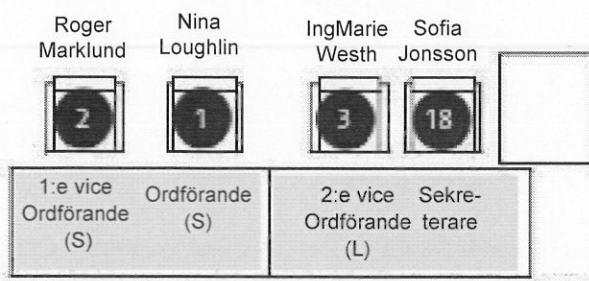 Roger
Marklund
Nina
Loughlin
IngMarie
Westh
Sofia
Jonsson
2
1
3
18
1:e vice
Ordförande
(S)
Ordförande
(S)
2:e vice
Ordförande
(L)
Sekre-
terare